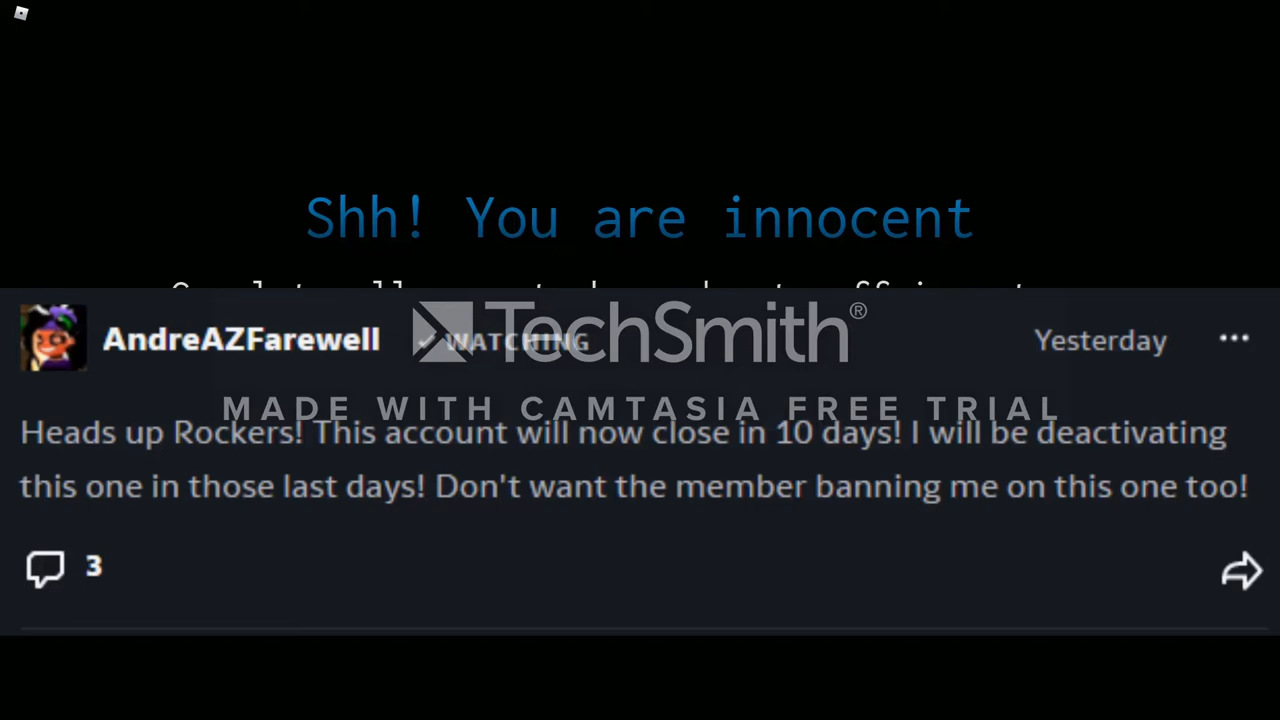 Shh! You are innocent
AndreAZFarewell
WATCHING
Yesterday
TechSmith®
MADE WITH CAMTASIA FREE TRIAL
Heads up Rockers! This account will now close in 10 days! I will be deactivating
this one in those last days! Don't want the member banning me on this one too!
3